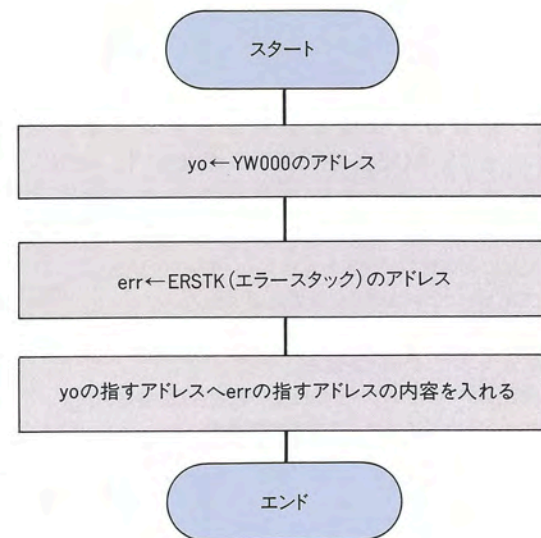 スタート
yo←YW000のアドレス
err←ERSTK(エラースタック)のアドレス
yoの指すアドレスへerrの指すアドレスの内容を入れる
エンド